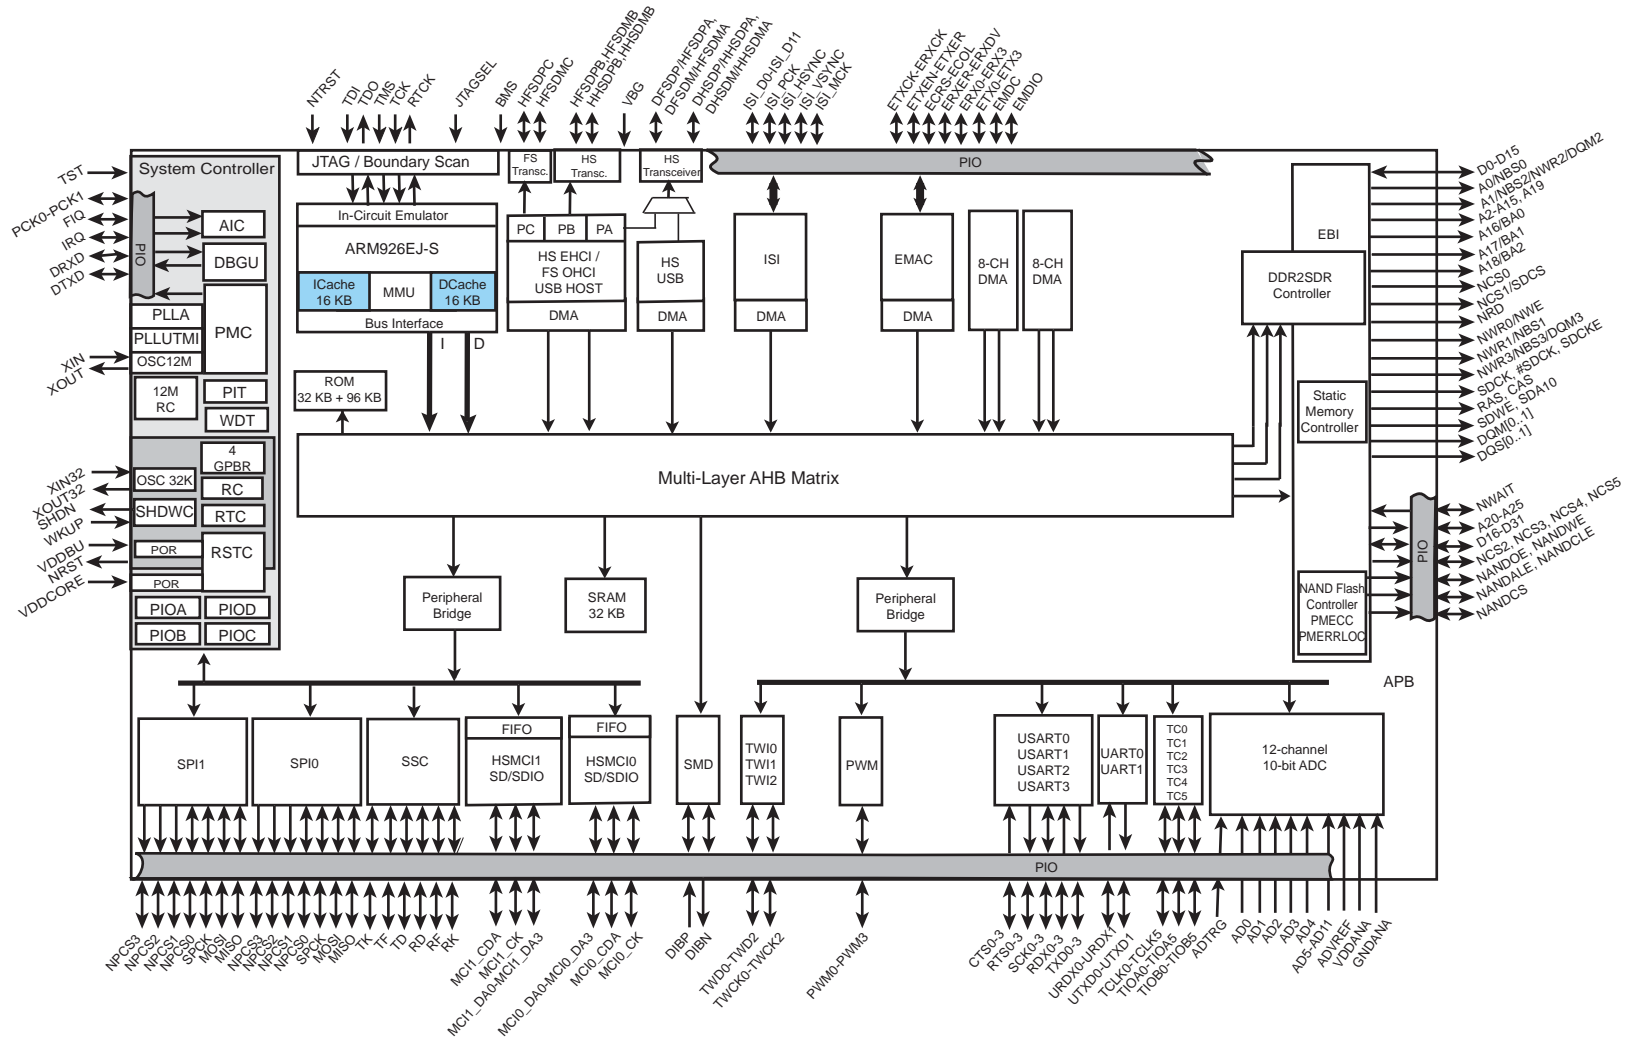 NTRST
TDI
TDO
TMS
TCK
RTCK
JTAGSEL
BMS
HFSDPC
HFSDMC
HFSDPB,HFSDMB
HHSDPB,HHSDMB
VBG
DFSDP/HFSDPA,
DFSDM/HFSDMA
DHSDP/HHSDPA,
DHSDM/HHSDMA
ISI_D0-ISI_D11
ISI_PCK
ISI_HSYNC
ISI_VSYNC
ISI_MCK
ETXCK-ERXCK
ETXEN-ETXER
ECRS-ECOL
ERXER-ERXDV
ERX0-ERX3
ETX0-ETX3
EMDC
EMDIO
TST
PCK0-PCK1
FIQ
IRQ
DRXD
DTXD
XIN
XOUT
XIN32
XOUT32
SHDN
WKUP
VDDBU
NRST
VDDCORE
System Controller
PIO
AIC
DBGU
PLLA
PLLUTMI
OSC12M
PMC
12M
RC
PIT
WDT
4
GPBR
OSC 32K
RC
SHDWC
RTC
POR
RSTC
POR
PIOA
PIOD
PIOB
PIOC
JTAG / Boundary Scan
In-Circuit Emulator
ARM926EJ-S
ICache
16 KB
MMU
DCache
16 KB
Bus Interface
I
D
ROM
32 KB + 96 KB
FS
Transc.
HS
Transc.
HS
Transceiver
PC
PB
PA
HS EHCI /
FS OHCI
USB HOST
DMA
HS
USB
DMA
PIO
ISI
DMA
EMAC
DMA
8-CH
DMA
8-CH
DMA
EBI
DDR2SDR
Controller
Static
Memory
Controller
NAND Flash
Controller
PMECC
PMERRLOC
PIO
D0-D15
A0/NBS0
A1/NBS2/NWR2/DQM2
A2-A15, A19
A16/BA0
A17/BA1
A18/BA2
NCS0
NCS1/SDCS
NRD
NWR0/NWE
NWR1/NBS1
NWR3/NBS3/DQM3
SDCK, #SDCK, SDCKE
RAS, CAS
SDWE, SDA10
DQM[0..1]
DQS[0..1]
NWAIT
A20-A25
D16-D31
NCS2, NCS3, NCS4, NCS5
NANDOE, NANDWE
NANDALE, NANDCLE
NANDCS
Multi-Layer AHB Matrix
Peripheral
Bridge
SRAM
32 KB
Peripheral
Bridge
APB
SPI1
SPI0
SSC
FIFO
HSMCI1
SD/SDIO
FIFO
HSMCI0
SD/SDIO
SMD
TWI0
TWI1
TWI2
PWM
USART0
USART1
USART2
USART3
UART0
UART1
TC0
TC1
TC2
TC3
TC4
TC5
12-channel
10-bit ADC
PIO
NPCS3
NPCS2
NPCS1
NPCS0
SPCK
MOSI
MISO
NPCS3
NPCS2
NPCS1
NPCS0
SPCK
MOSI
MISO
TK
TF
TD
RD
RF
RK
MCI1_CDA
MCI1_CK
MCI1_DA0-MCI1_DA3
MCI0_DA0-MCI0_DA3
MCI0_CDA
MCI0_CK
DIBP
DIBN
TWD0-TWD2
TWCK0-TWCK2
PWM0-PWM3
CTS0-3
RTS0-3
SCK0-3
RDX0-3
TXD0-3
URDX0-URDX1
UTXD0-UTXD1
TCLK0-TCLK5
TIOA0-TIOA5
TIOB0-TIOB5
ADTRG
AD0
AD1
AD2
AD3
AD4
AD5-AD11
ADVREF
VDDANA
GNDANA